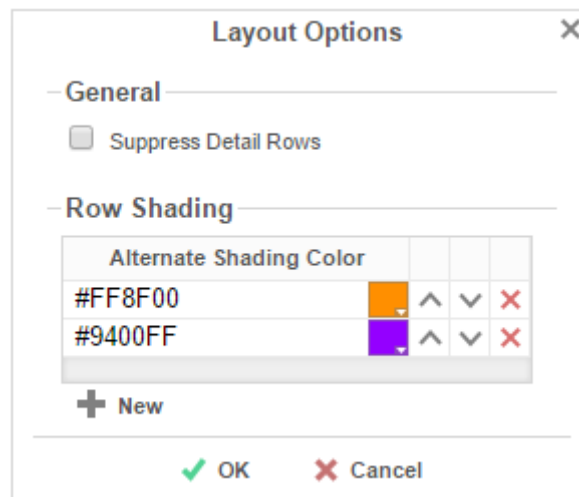 Layout Options
General
Suppress Detail Rows
Row Shading
Alternate Shading Color
#FF8F00
#9400FF
New
OK Cancel